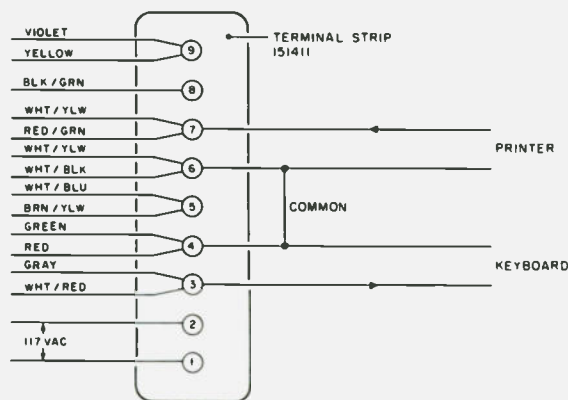 VIOLET
YELLOW
9
TERMINAL STRIP
151411
BLK/GRN
8
WHT/YLW
RED/GRN
7
PRINTER
WHT/YLW
WHT/BLK
6
WHT/BLU
BRN/YLW
5
COMMON
GREEN
RED
4
KEYBOARD
GRAY
WHT/RED
3
2
117 VAC
1